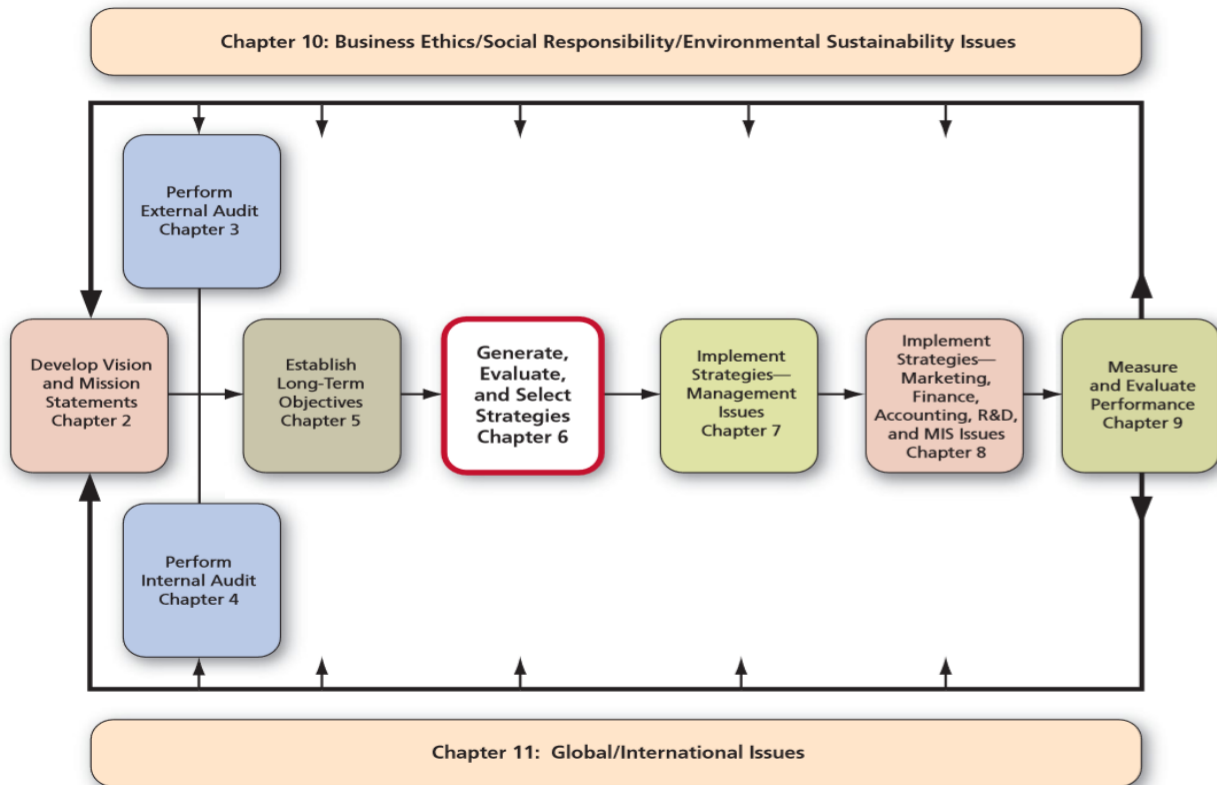 Chapter 10: Business Ethics/Social Responsibility/Environmental Sustainability Issues
Perform
External Audit
Chapter 3
Develop Vision
and Mission
Statements
Chapter 2
Establish
Long-Term
Objectives
Chapter 5
Generate,
Evaluate,
and Select
Strategies
Chapter 6
Implement
Strategies—
Management
Issues
Chapter 7
Implement
Strategies—
Marketing,
Finance,
Accounting, R&D,
and MIS Issues
Chapter 8
Measure
and Evaluate
Performance
Chapter 9
Perform
Internal Audit
Chapter 4
Chapter 11: Global/International Issues